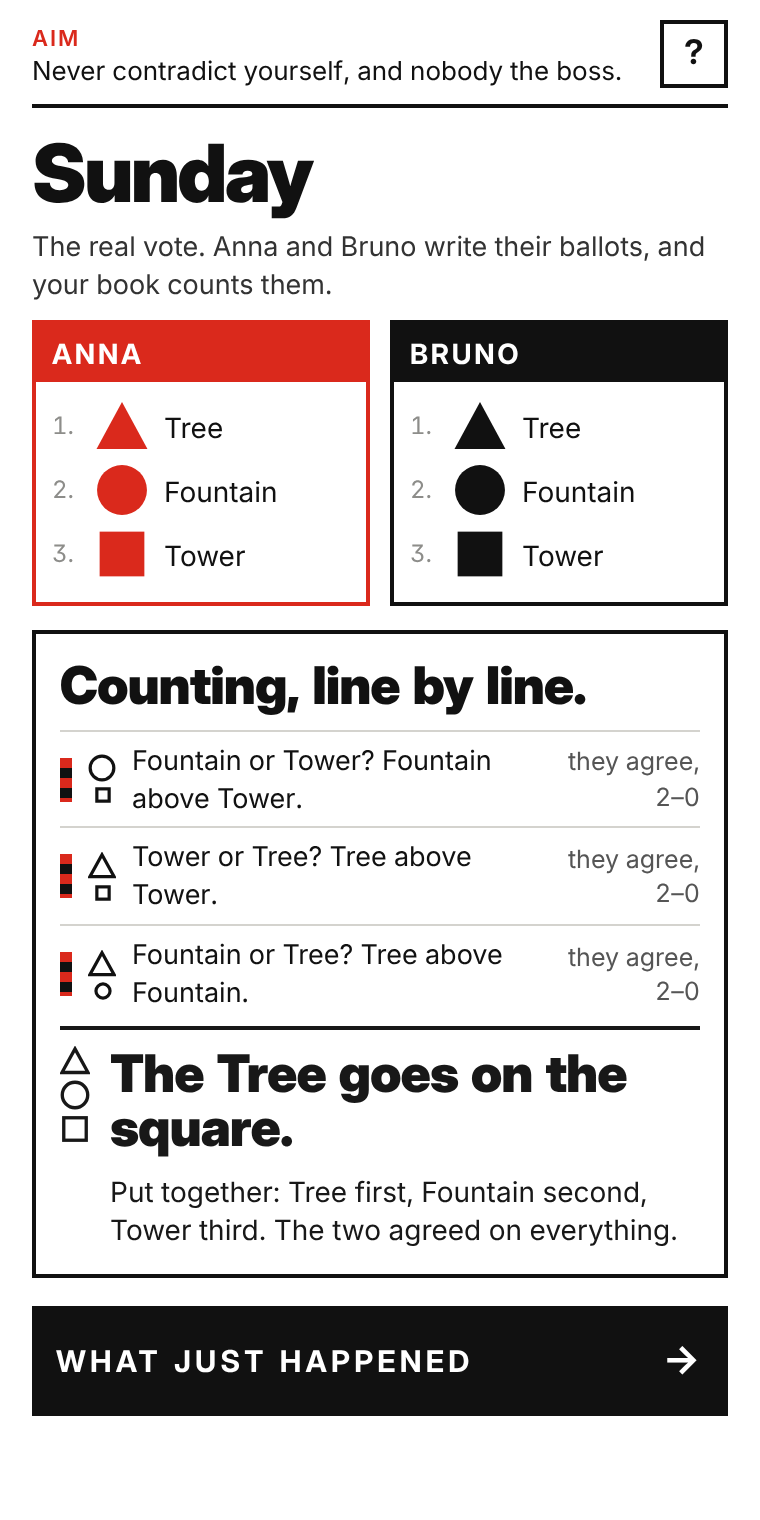 AIM
Never contradict yourself, and nobody the boss.
?
Sunday
The real vote. Anna and Bruno write their ballots, and
your book counts them.
ANNA
1. Tree
2. Fountain
3. Tower
BRUNO
1. Tree
2. Fountain
3. Tower
Counting, line by line.
Fountain or Tower? Fountain
above Tower.
they agree,
2–0
Tower or Tree? Tree above
Tower.
they agree,
2–0
Fountain or Tree? Tree above
Fountain.
they agree,
2–0
The Tree goes on the
square.
Put together: Tree first, Fountain second,
Tower third. The two agreed on everything.
WHAT JUST HAPPENED →